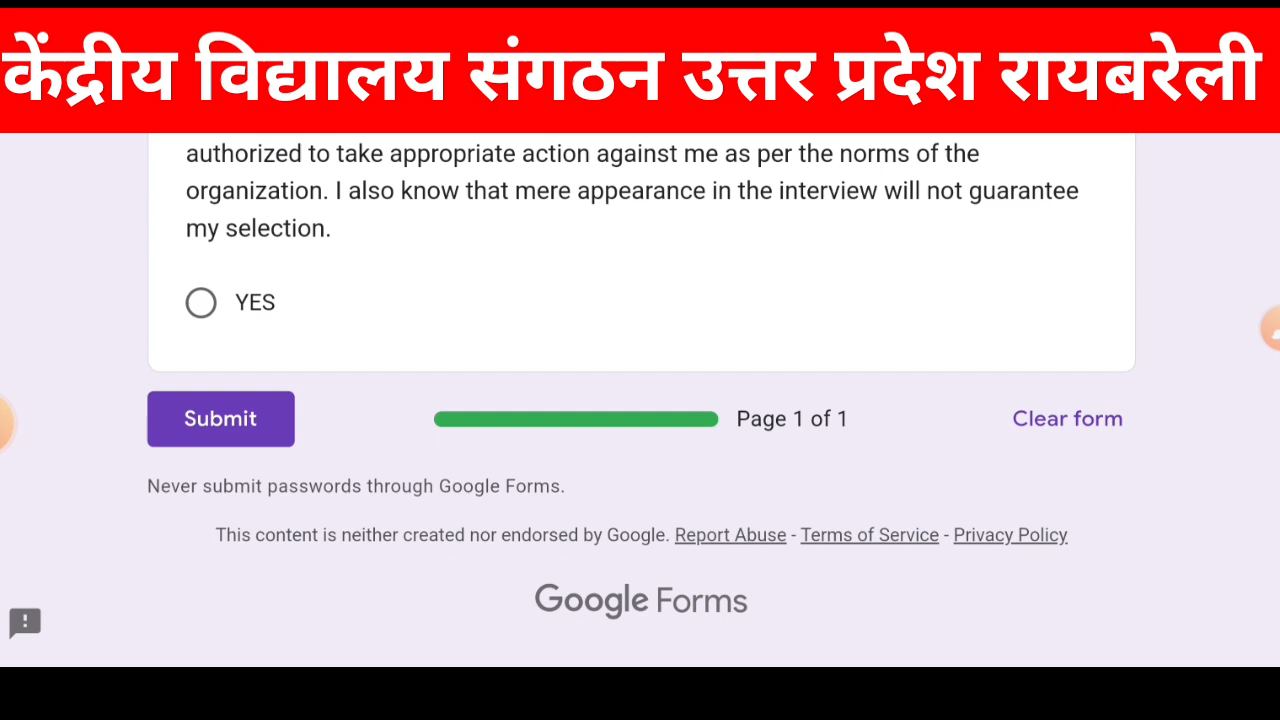 केंद्रीय विद्यालय संगठन उत्तर प्रदेश रायबरेली
authorized to take appropriate action against me as per the norms of the
organization. I also know that mere appearance in the interview will not guarantee
my selection.
YES
Submit Page 1 of 1 Clear form
Never submit passwords through Google Forms.
This content is neither created nor endorsed by Google. Report Abuse - Terms of Service - Privacy Policy
Google Forms